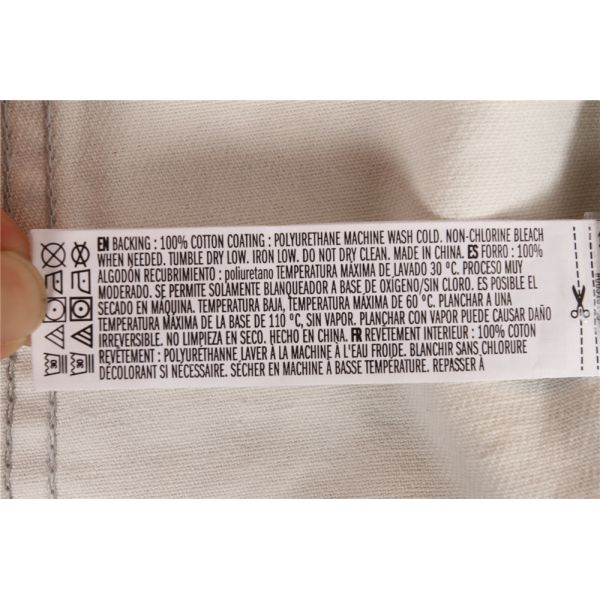 EN BACKING : 100% COTTON COATING : POLYURETHANE MACHINE WASH COLD. NON-CHLORINE BLEACH
WHEN NEEDED. TUMBLE DRY LOW. IRON LOW. DO NOT DRY CLEAN. MADE IN CHINA. ES FORRO : 100%
ALGODÓN RECUBRIMIENTO : poliuretano TEMPERATURA MÁXIMA DE LAVADO 30 ºC. PROCESO MUY
MODERADO. SE PERMITE SOLAMENTE BLANQUEADOR A BASE DE OXÍGENO/SIN CLORO. ES POSIBLE EL
SECADO EN MÁQUINA. TEMPERATURA BAJA, TEMPERATURA MÁXIMA DE 60 ºC. PLANCHAR A UNA
TEMPERATURA MÁXIMA DE LA BASE DE 110 ºC, SIN VAPOR. PLANCHAR CON VAPOR PUEDE CAUSAR DAÑO
IRREVERSIBLE. NO LIMPIEZA EN SECO. HECHO EN CHINA. FR REVÊTEMENT INTERIEUR : 100% COTON
REVÊTEMENT : POLYURÉTHANNE LAVER À LA MACHINE À L'EAU FROIDE. BLANCHIR SANS CHLORURE
DÉCOLORANT SI NÉCESSAIRE. SÉCHER EN MACHINE À BASSE TEMPÉRATURE. REPASSER À